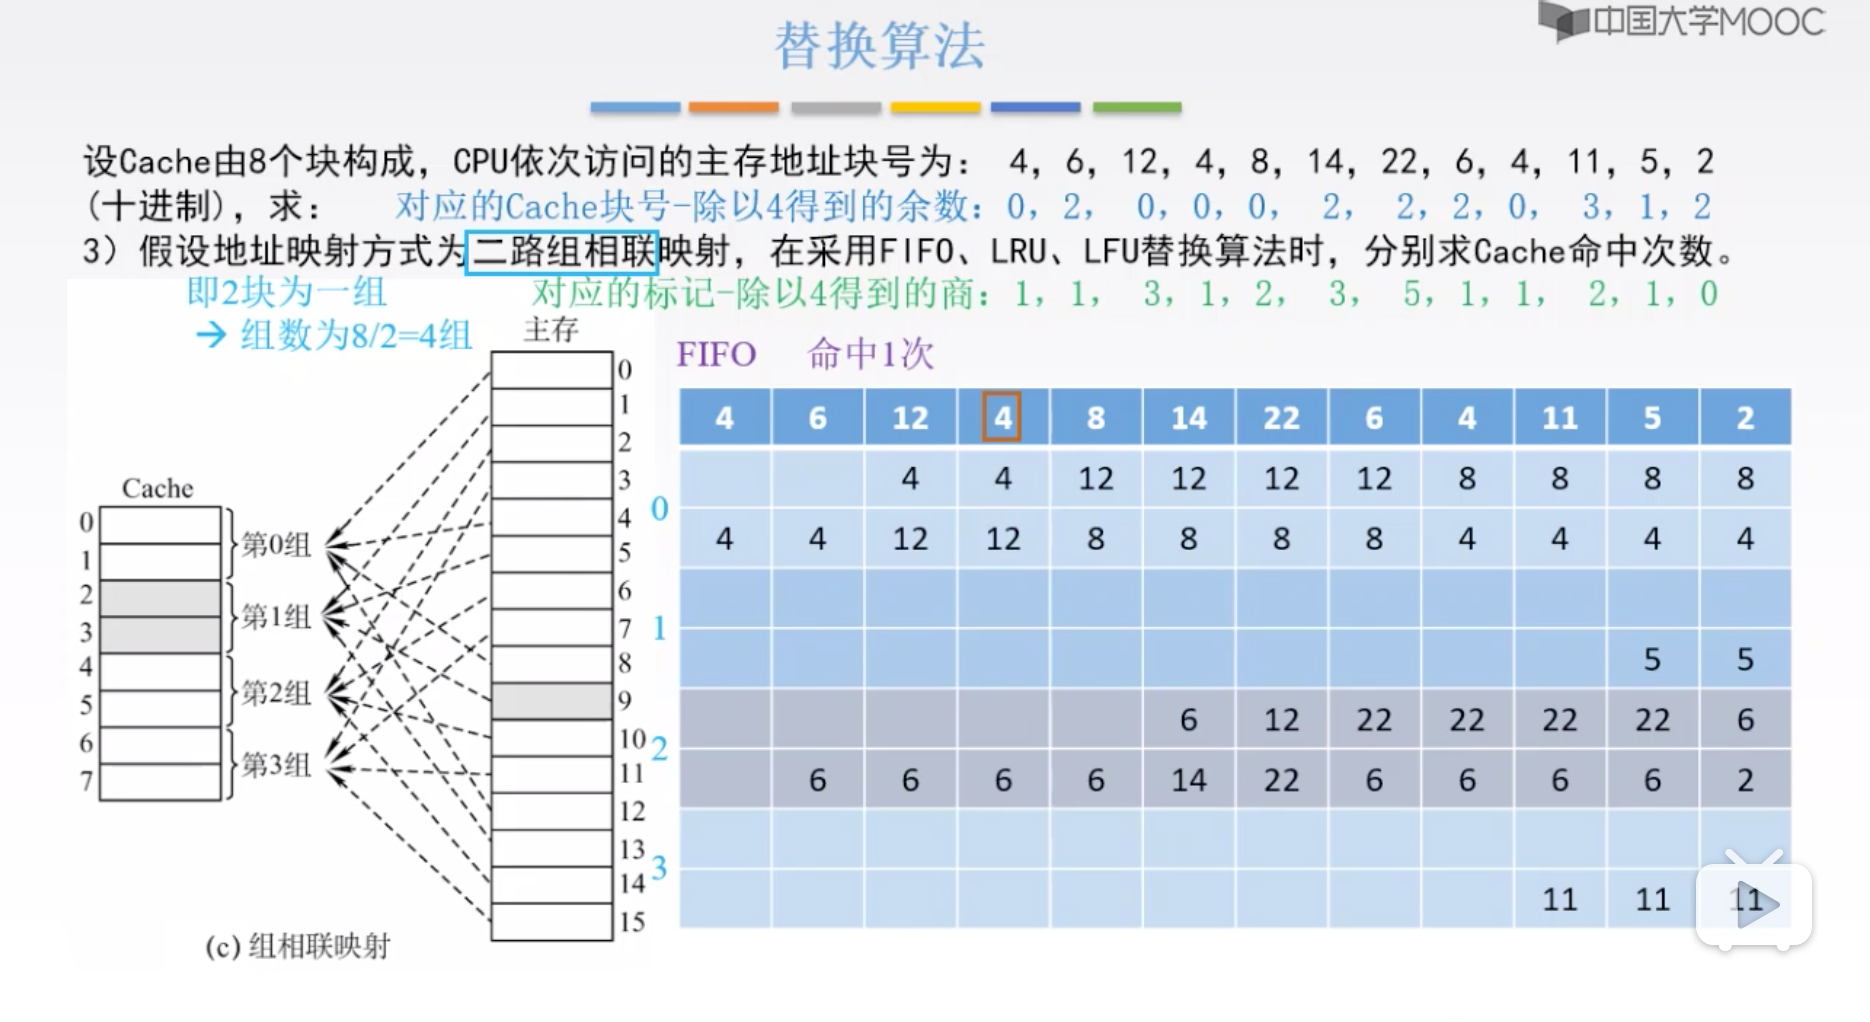 替换算法
中国大学MOOC
设Cache由8个块构成，CPU依次访问的主存地址块号为： 4，6，12，4，8，14，22，6，4，11，5，2
(十进制)，求： 对应的Cache块号-除以4得到的余数：0，2， 0，0，0， 2， 2，2，0， 3，1，2
3）假设地址映射方式为二路组相联映射，在采用FIFO、LRU、LFU替换算法时，分别求Cache命中次数。
即2块为一组 对应的标记-除以4得到的商：1，1， 3，1，2， 3， 5，1，1， 2，1，0
→ 组数为8/2=4组
主存
Cache
0
1
2
3
4
5
6
7
第0组
第1组
第2组
第3组
0
1
2
3
4
5
6
7
8
9
10
11
12
13
14
15
(c) 组相联映射
FIFO 命中1次
4 6 12 4 8 14 22 6 4 11 5 2
0
4 4 12 12 12 12 8 8 8 8
4 4 12 12 8 8 8 8 4 4 4 4
1
5 5
2
6 12 22 22 22 22 6
6 6 6 6 14 22 6 6 6 6 2
3
11 11 11